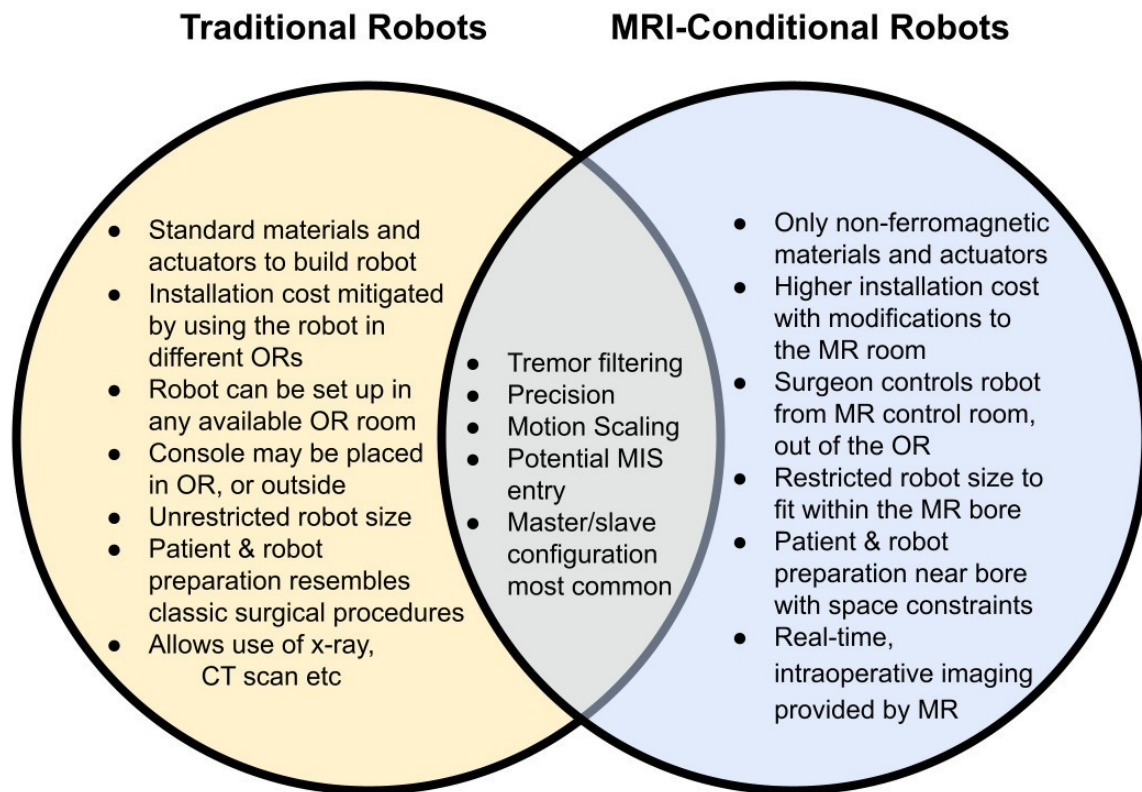 Traditional Robots
MRI-Conditional Robots
● Standard materials and
actuators to build robot
● Installation cost mitigated
by using the robot in
different ORs
● Robot can be set up in
any available OR room
● Console may be placed
in OR, or outside
● Unrestricted robot size
● Patient & robot
preparation resembles
classic surgical procedures
● Allows use of x-ray,
CT scan etc
● Tremor filtering
● Precision
● Motion Scaling
● Potential MIS
entry
● Master/slave
configuration
most common
● Only non-ferromagnetic
materials and actuators
● Higher installation cost
with modifications to
the MR room
● Surgeon controls robot
from MR control room,
out of the OR
● Restricted robot size to
fit within the MR bore
● Patient & robot
preparation near bore
with space constraints
● Real-time,
intraoperative imaging
provided by MR